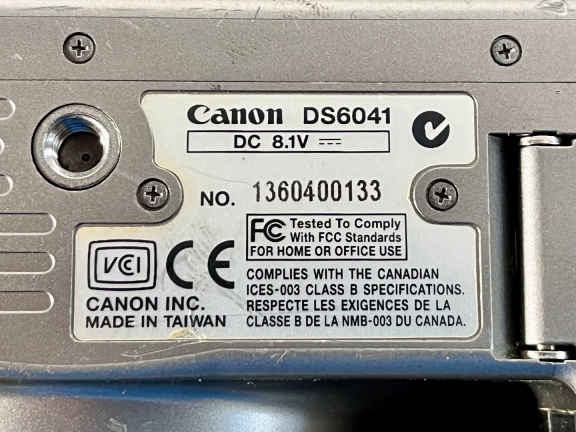 Canon DS6041
DC 8.1V ⎓
NO. 1360400133
FC Tested To Comply
With FCC Standards
FOR HOME OR OFFICE USE
VCI CE
COMPLIES WITH THE CANADIAN
ICES-003 CLASS B SPECIFICATIONS.
RESPECTE LES EXIGENCES DE LA
CLASSE B DE LA NMB-003 DU CANADA.
CANON INC.
MADE IN TAIWAN